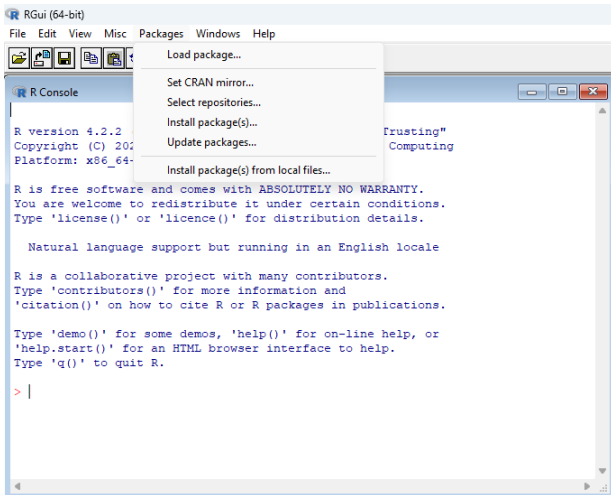 RGui (64-bit)
File Edit View Misc Packages Windows Help
Load package...
Set CRAN mirror...
Select repositories...
Install package(s)...
Update packages...
Install package(s) from local files...
R Console
R version 4.2.2 Trusting"
Copyright (C) 202 Computing
Platform: x86_64-
R is free software and comes with ABSOLUTELY NO WARRANTY.
You are welcome to redistribute it under certain conditions.
Type 'license()' or 'licence()' for distribution details.
Natural language support but running in an English locale
R is a collaborative project with many contributors.
Type 'contributors()' for more information and
'citation()' on how to cite R or R packages in publications.
Type 'demo()' for some demos, 'help()' for on-line help, or
'help.start()' for an HTML browser interface to help.
Type 'q()' to quit R.
>